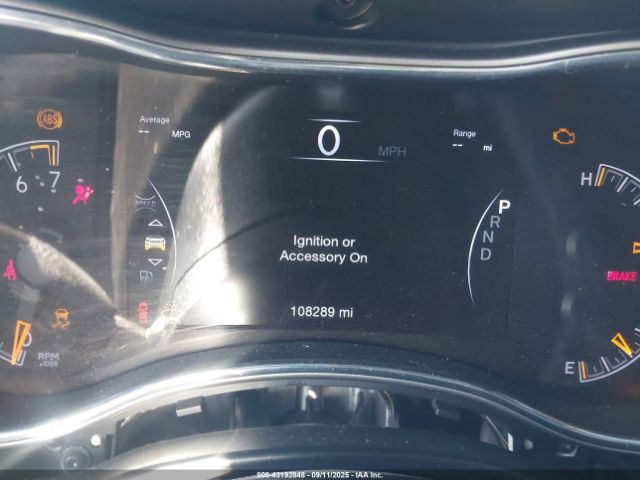 Average
-- MPG
0 MPH
Range
-- mi
ABS
6 7
H
SPEED
P
R
N
D
Ignition or
Accessory On
BRAKE
108289 mi
RPM
x1000
E
000-43192848 - 09/11/2025 - IAA Inc.